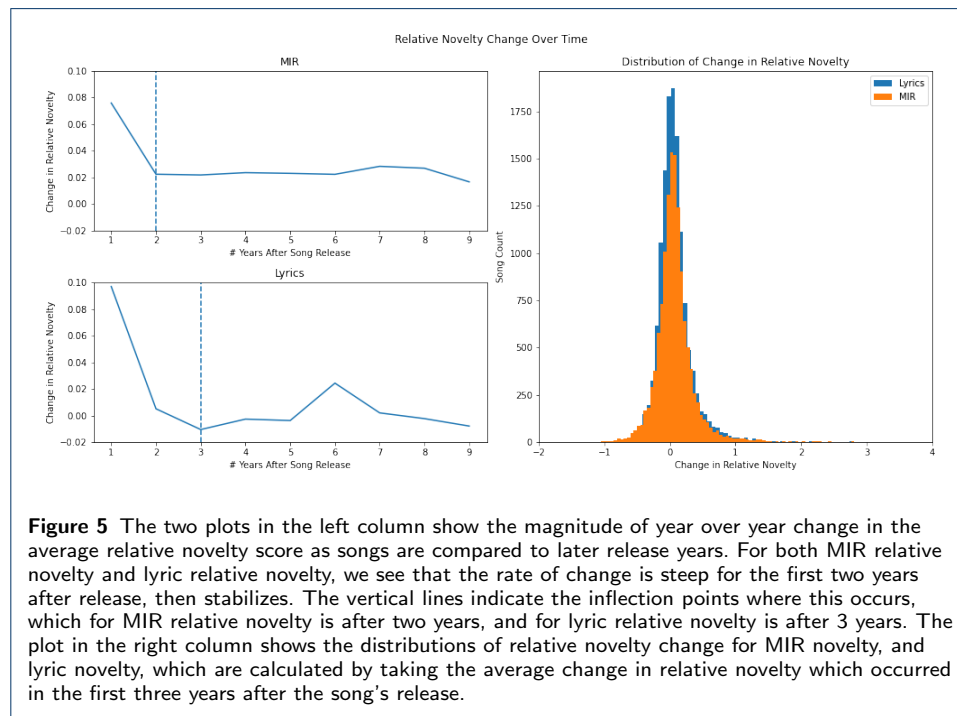 Relative Novelty Change Over Time
MIR
Change in Relative Novelty
0.10
0.08
0.06
0.04
0.02
0.00
−0.02
1 2 3 4 5 6 7 8 9
# Years After Song Release
Lyrics
Change in Relative Novelty
0.10
0.08
0.06
0.04
0.02
0.00
−0.02
1 2 3 4 5 6 7 8 9
# Years After Song Release
Distribution of Change in Relative Novelty
Lyrics
MIR
Song Count
1750
1500
1250
1000
750
500
250
0
−2 −1 0 1 2 3 4
Change in Relative Novelty
Figure 5 The two plots in the left column show the magnitude of year over year change in the
average relative novelty score as songs are compared to later release years. For both MIR relative
novelty and lyric relative novelty, we see that the rate of change is steep for the first two years
after release, then stabilizes. The vertical lines indicate the inflection points where this occurs,
which for MIR relative novelty is after two years, and for lyric relative novelty is after 3 years. The
plot in the right column shows the distributions of relative novelty change for MIR novelty, and
lyric novelty, which are calculated by taking the average change in relative novelty which occurred
in the first three years after the song's release.